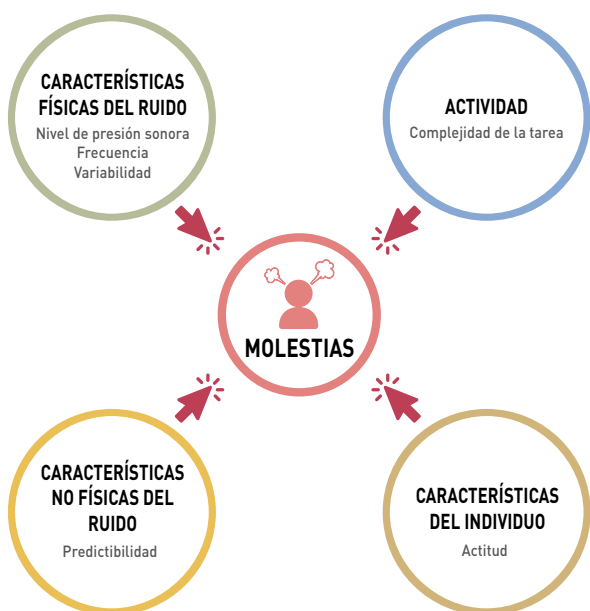 CARACTERÍSTICAS
FÍSICAS DEL RUIDO
Nivel de presión sonora
Frecuencia
Variabilidad
ACTIVIDAD
Complejidad de la tarea
MOLESTIAS
CARACTERÍSTICAS
NO FÍSICAS DEL
RUIDO
Predictibilidad
CARACTERÍSTICAS
DEL INDIVIDUO
Actitud